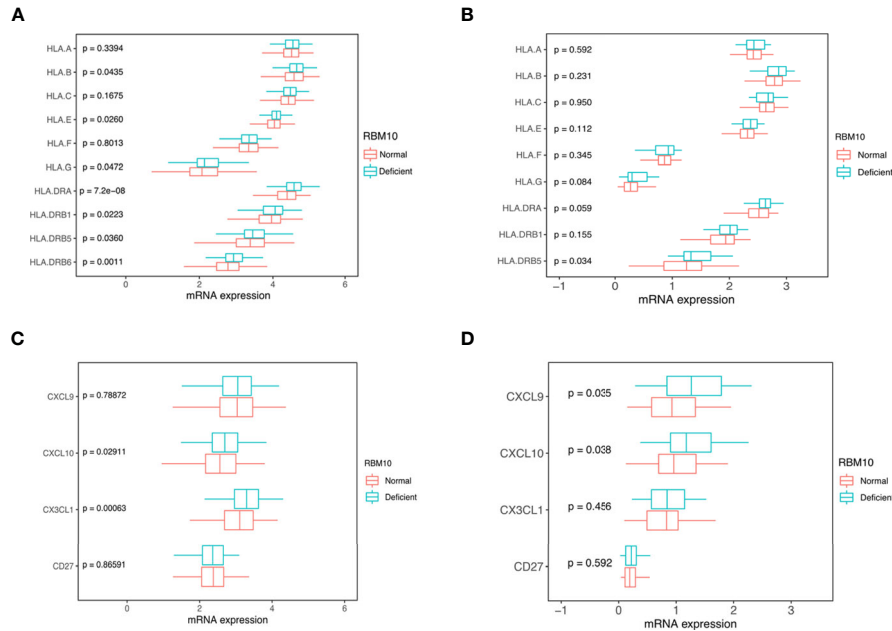 A
HLA.A p = 0.3394
HLA.B p = 0.0435
HLA.C p = 0.1675
HLA.E p = 0.0260
HLA.F p = 0.8013
HLA.G p = 0.0472
HLA.DRA p = 7.2e−08
HLA.DRB1 p = 0.0223
HLA.DRB5 p = 0.0360
HLA.DRB6 p = 0.0011
0 2 4 6
mRNA expression
RBM10
Normal
Deficient
B
HLA.A p = 0.592
HLA.B p = 0.231
HLA.C p = 0.950
HLA.E p = 0.112
HLA.F p = 0.345
HLA.G p = 0.084
HLA.DRA p = 0.059
HLA.DRB1 p = 0.155
HLA.DRB5 p = 0.034
−1 0 1 2 3
mRNA expression
RBM10
Normal
Deficient
C
CXCL9 p = 0.78872
CXCL10 p = 0.02911
CX3CL1 p = 0.00063
CD27 p = 0.86591
0 2 4 6
mRNA expression
RBM10
Normal
Deficient
D
CXCL9 p = 0.035
CXCL10 p = 0.038
CX3CL1 p = 0.456
CD27 p = 0.592
−1 0 1 2 3
mRNA expression
RBM10
Normal
Deficient